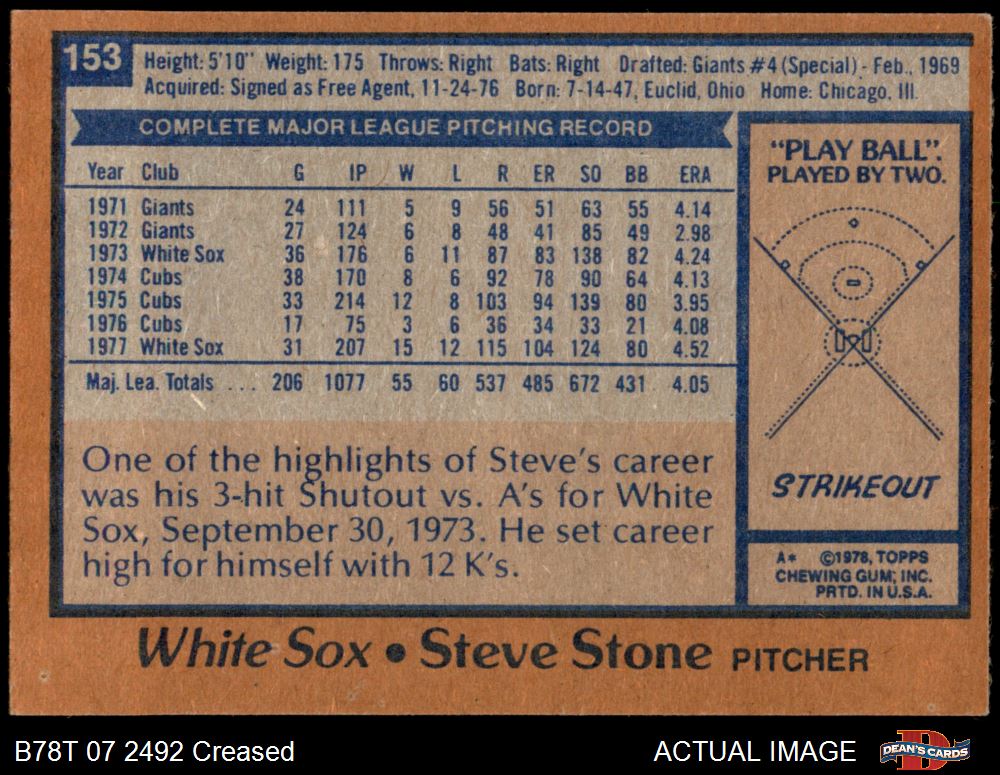 153
Height: 5'10" Weight: 175 Throws: Right Bats: Right Drafted: Giants #4 (Special) - Feb., 1969
Acquired: Signed as Free Agent, 11-24-76 Born: 7-14-47, Euclid, Ohio Home: Chicago, Ill.
COMPLETE MAJOR LEAGUE PITCHING RECORD
Year Club G IP W L R ER SO BB ERA
1971 Giants 24 111 5 9 56 51 63 55 4.14
1972 Giants 27 124 6 8 48 41 85 49 2.98
1973 White Sox 36 176 6 11 87 83 138 82 4.24
1974 Cubs 38 170 8 6 92 78 90 64 4.13
1975 Cubs 33 214 12 8 103 94 139 80 3.95
1976 Cubs 17 75 3 6 36 34 33 21 4.08
1977 White Sox 31 207 15 12 115 104 124 80 4.52
Maj. Lea. Totals ... 206 1077 55 60 537 485 672 431 4.05
One of the highlights of Steve's career
was his 3-hit Shutout vs. A's for White
Sox, September 30, 1973. He set career
high for himself with 12 K's.
"PLAY BALL".
PLAYED BY TWO.
STRIKEOUT
A* ©1978, TOPPS
CHEWING GUM, INC.
PRTD. IN U.S.A.
White Sox • Steve Stone PITCHER
B78T 07 2492 Creased
ACTUAL IMAGE
D
DEAN'S CARDS